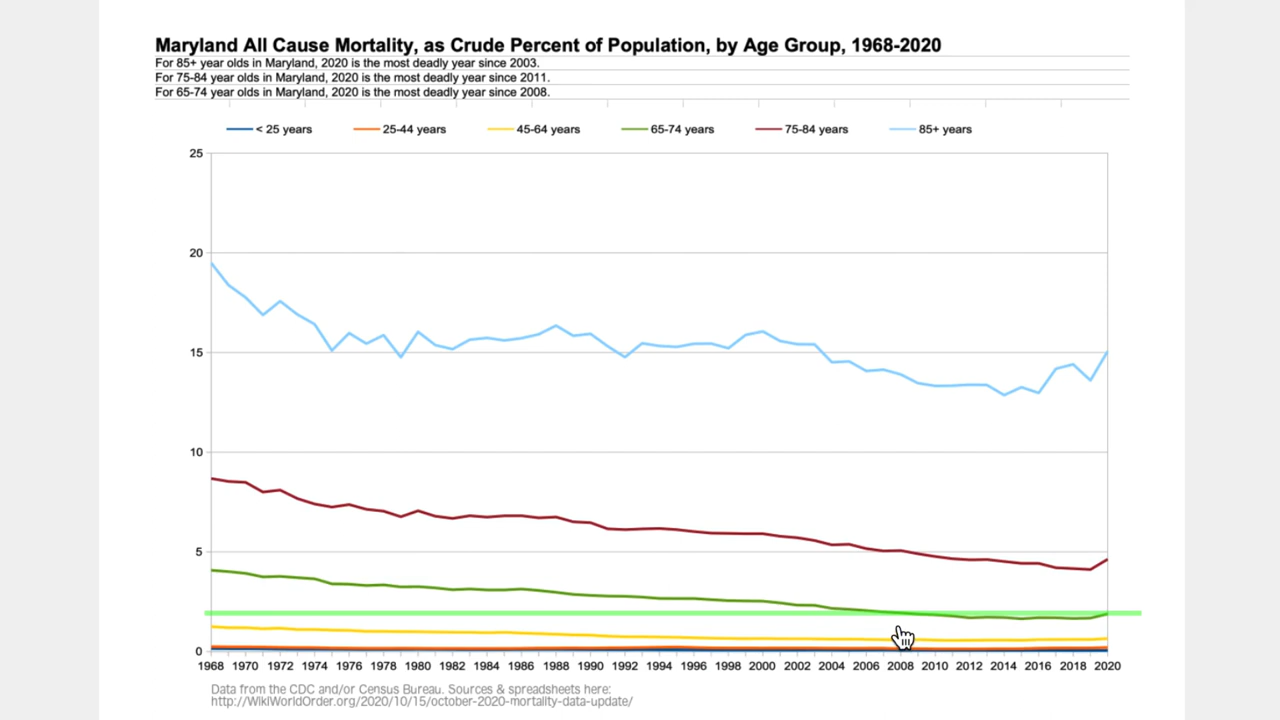 Maryland All Cause Mortality, as Crude Percent of Population, by Age Group, 1968-2020
For 85+ year olds in Maryland, 2020 is the most deadly year since 2003.
For 75-84 year olds in Maryland, 2020 is the most deadly year since 2011.
For 65-74 year olds in Maryland, 2020 is the most deadly year since 2008.
< 25 years 25-44 years 45-64 years 65-74 years 75-84 years 85+ years
25
20
15
10
5
0
1968 1970 1972 1974 1976 1978 1980 1982 1984 1986 1988 1990 1992 1994 1996 1998 2000 2002 2004 2006 2008 2010 2012 2014 2016 2018 2020
Data from the CDC and/or Census Bureau. Sources & spreadsheets here:
http://WikiWorldOrder.org/2020/10/15/october-2020-mortality-data-update/